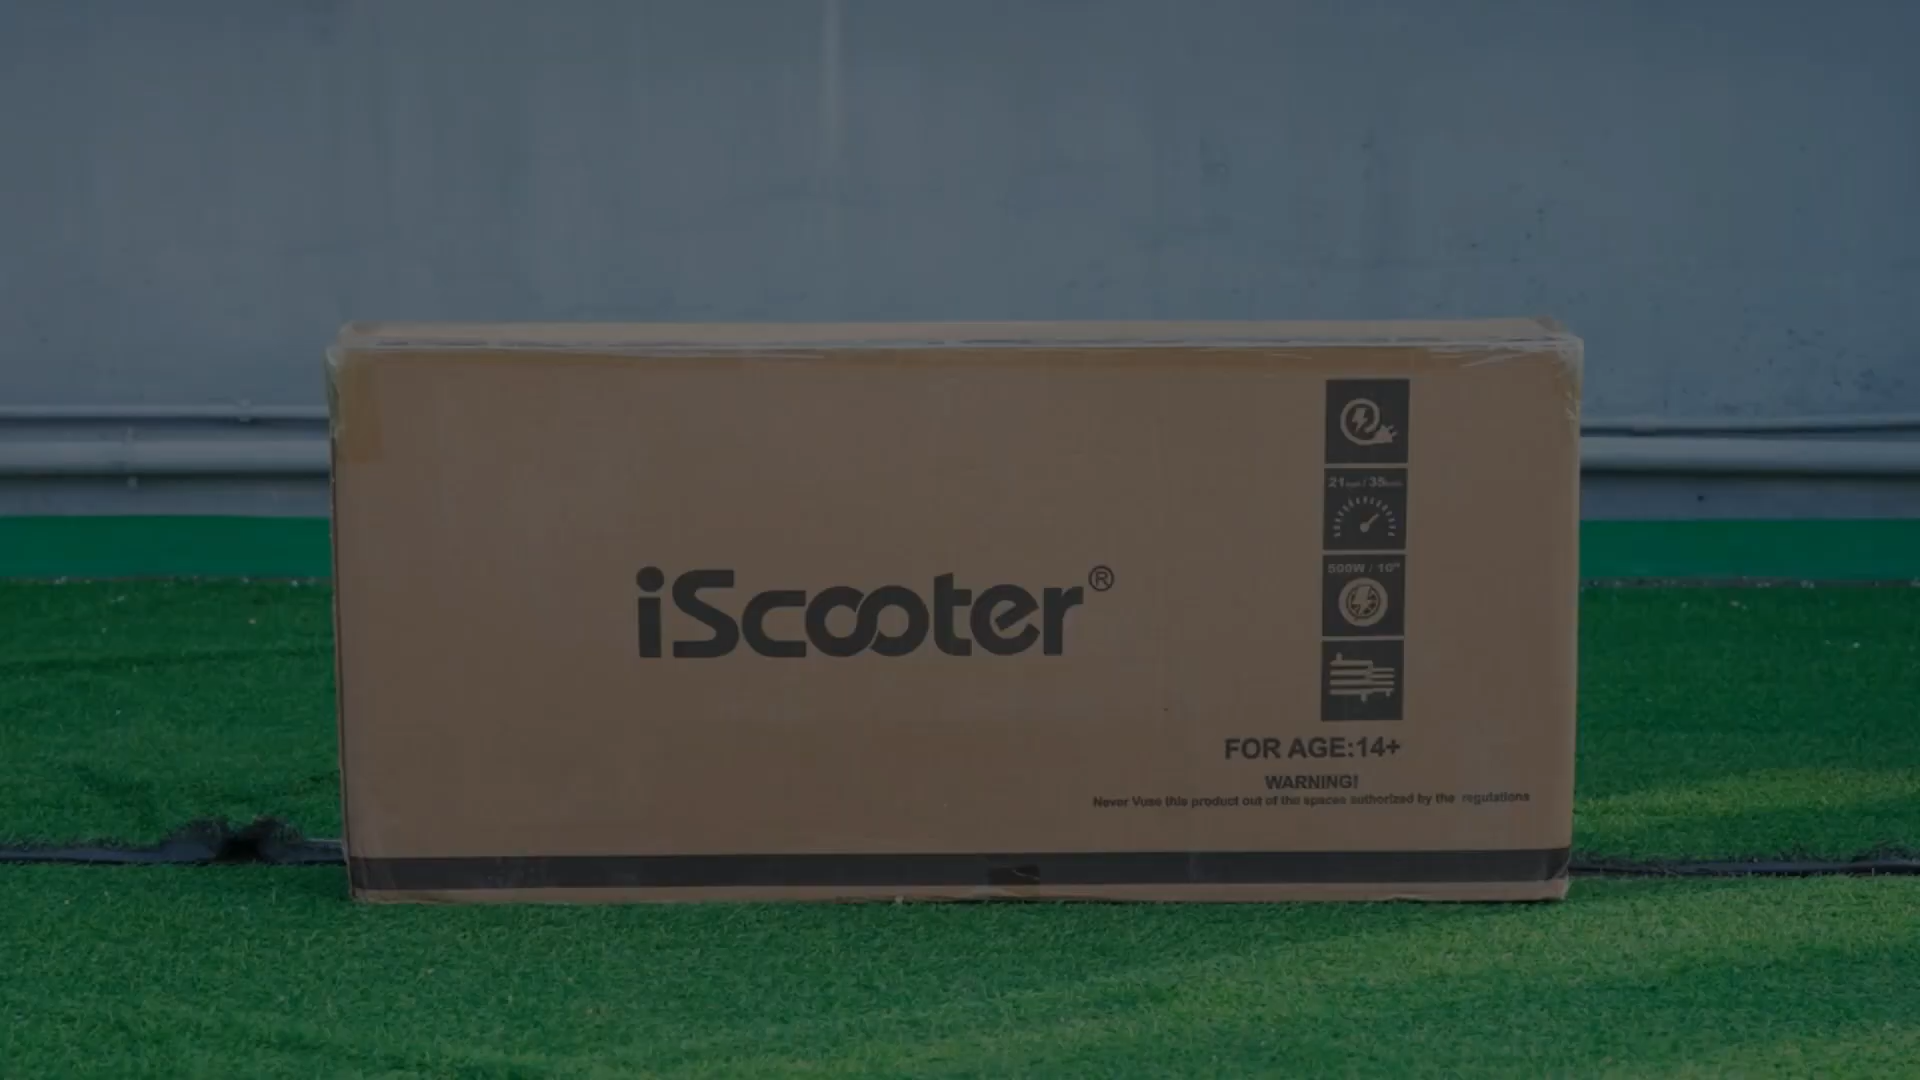 iScooter®
21 / 35
500W / 10"
FOR AGE:14+
WARNING!
Never Vuse this product out of the spaces authorized by the regulations